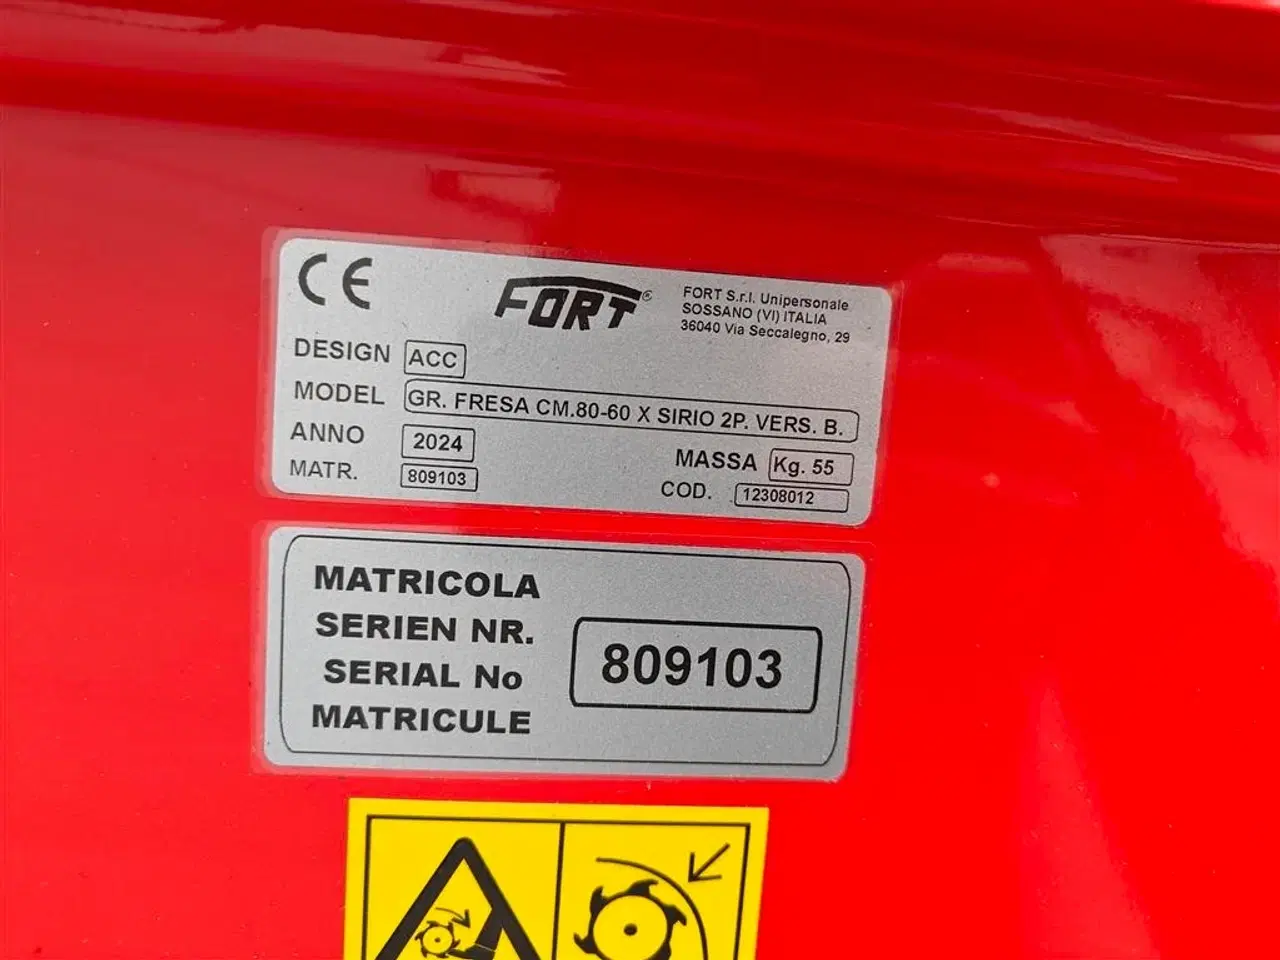 CE
FORT®
FORT S.r.l. Unipersonale
SOSSANO (VI) ITALIA
36040 Via Seccalegno, 29
DESIGN ACC
MODEL GR. FRESA CM.80-60 X SIRIO 2P. VERS. B.
ANNO 2024
MASSA Kg. 55
MATR. 809103
COD. 12308012
MATRICOLA
SERIEN NR.
SERIAL No
MATRICULE
809103